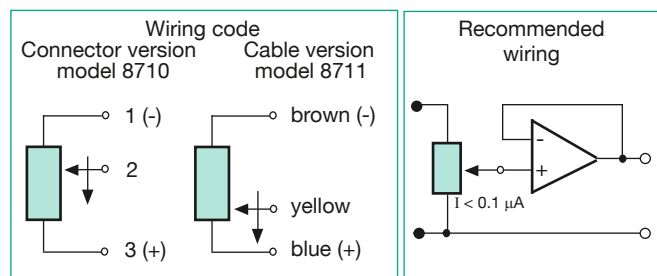 Wiring code
Connector version
model 8710
1 (-)
2
3 (+)
Cable version
model 8711
brown (-)
yellow
blue (+)
Recommended
wiring
-
+
I < 0.1 µA